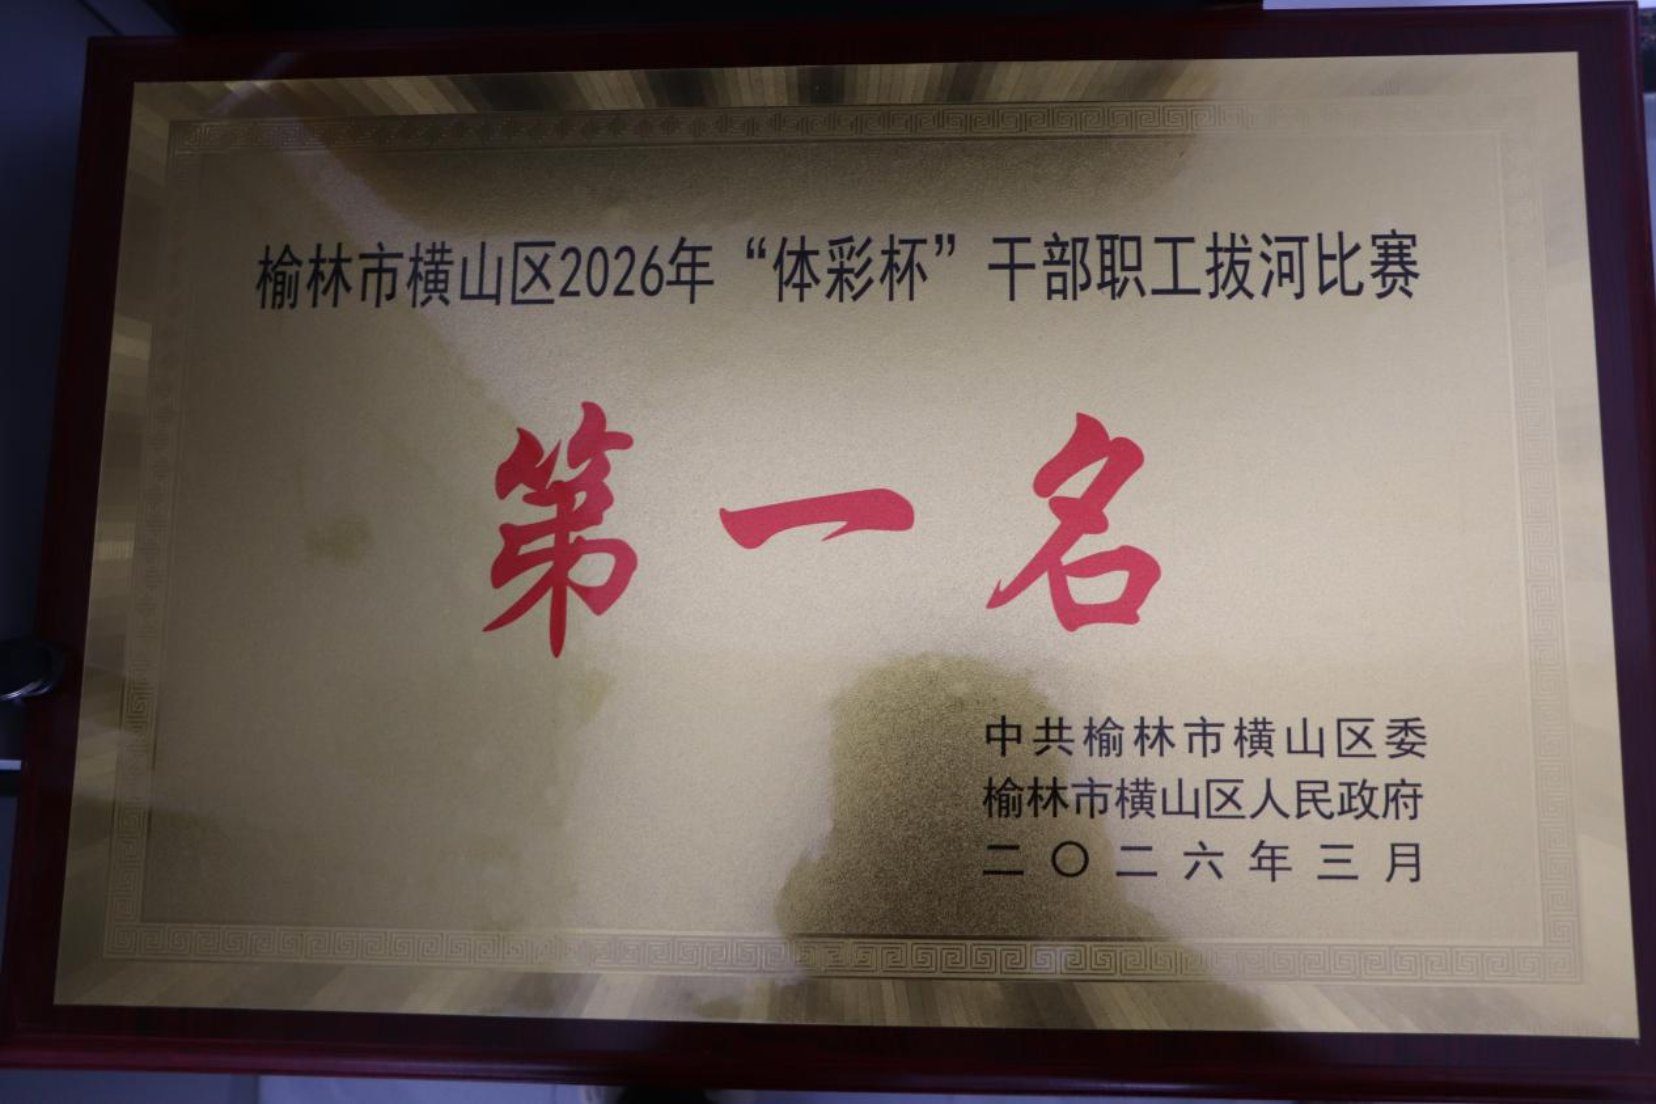 榆林市横山区2026年“体彩杯”干部职工拔河比赛
第一名
中共榆林市横山区委
榆林市横山区人民政府
二〇二六年三月